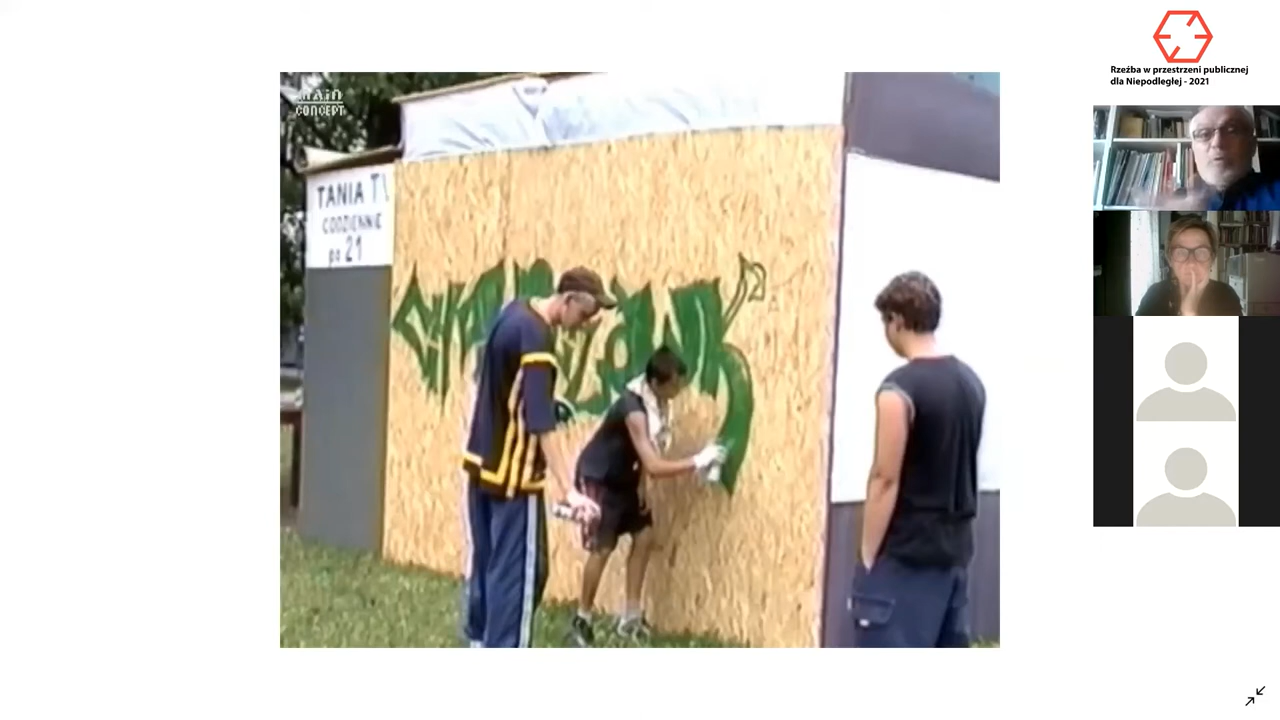 MAIN
CONCEPT
TANIA T
CODZIENNIE
po 21
Rzeźba w przestrzeni publicznej
dla Niepodległej - 2021